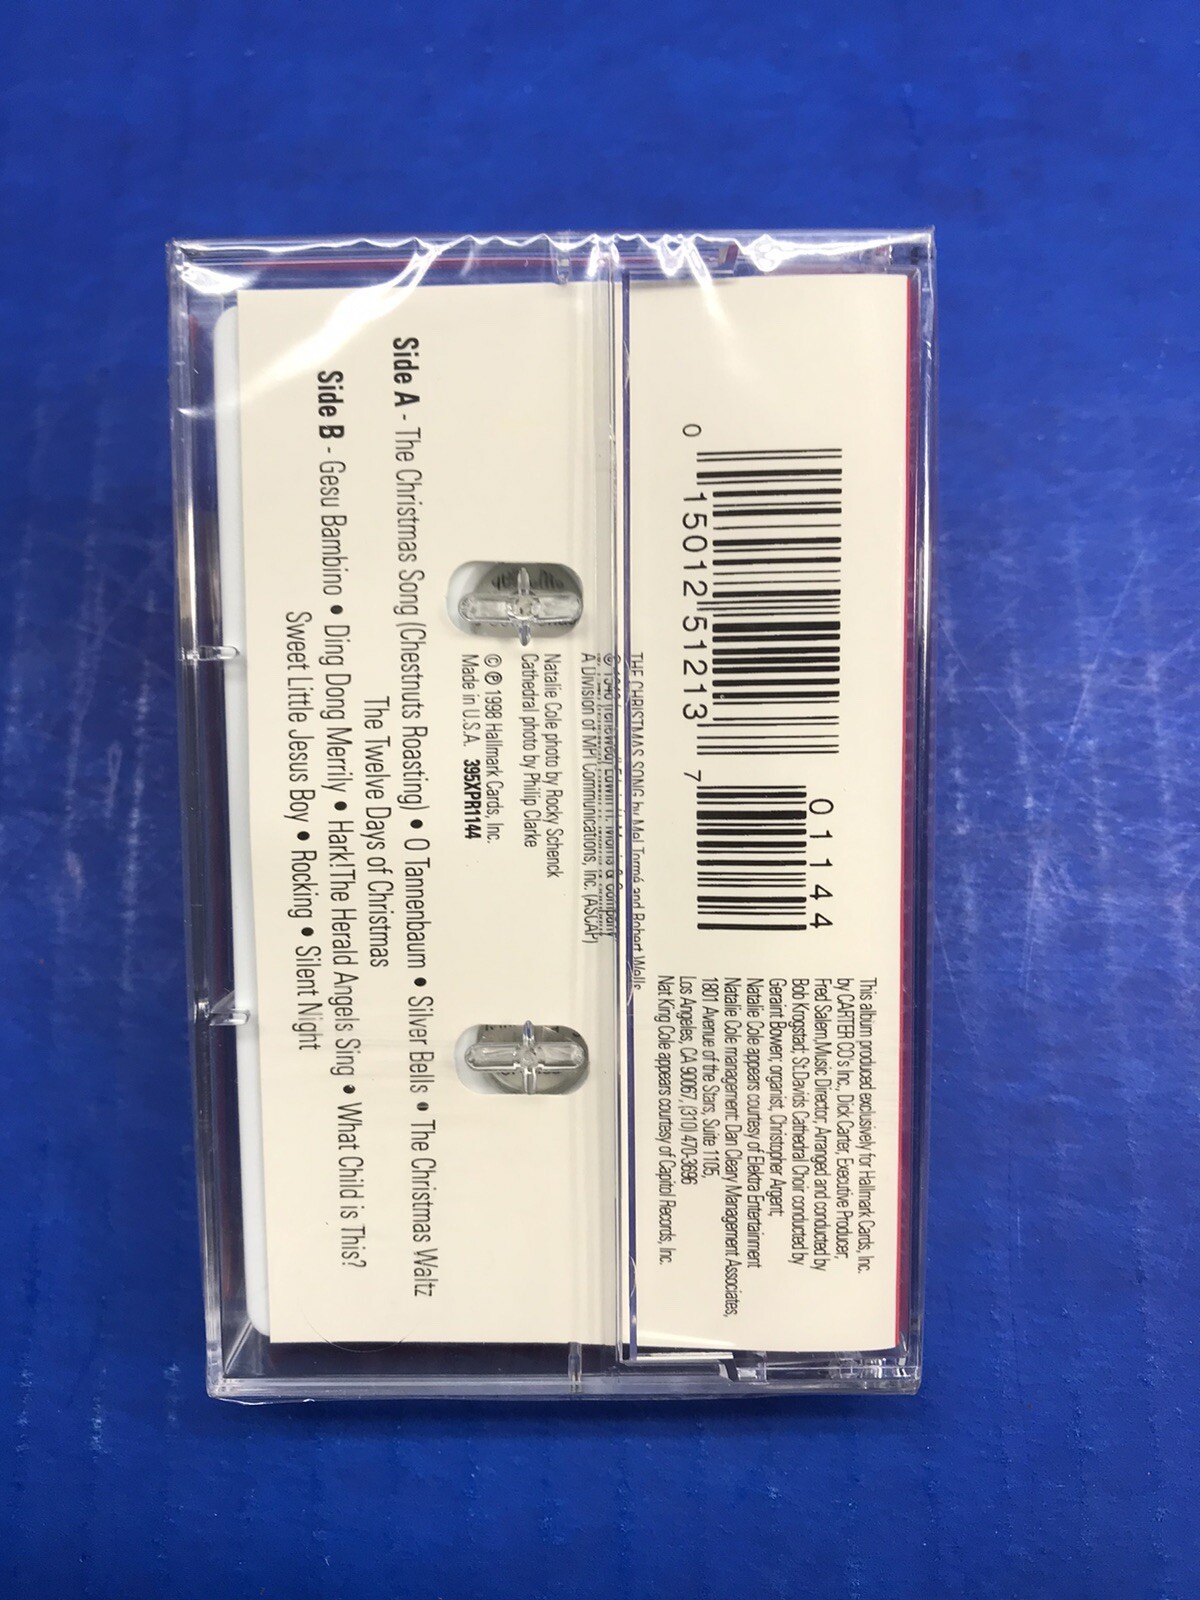 0 15012 51213 7
01144
This album produced exclusively for Hallmark Cards, Inc.
by CARTER CO's Inc., Dick Carter, Executive Producer;
Fred Salem, Music Director; Arranged and conducted by
Bob Krogstad; St. Davids Cathedral Choir conducted by
Geraint Bowen; organist, Christopher Argent;
Natalie Cole appears courtesy of Elektra Entertainment
Natalie Cole management: Dan Cleary Management Associates,
1801 Avenue of the Stars, Suite 1105,
Los Angeles, CA 90067, (310) 470-3696
Nat King Cole appears courtesy of Capitol Records, Inc.
THE CHRISTMAS SONG by Mel Tormé and Robert Wells
(renewed) Edwin H. Morris & Company
A Division of MPI Communications, Inc. (ASCAP)
Natalie Cole photo by Rocky Schenck
Cathedral photo by Philip Clarke
© ℗ 1998 Hallmark Cards, Inc.
Made in U.S.A. 395XPR1144
Side A - The Christmas Song (Chestnuts Roasting) • O Tannenbaum • Silver Bells • The Christmas Waltz
The Twelve Days of Christmas
Side B - Gesu Bambino • Ding Dong Merrily • Hark! The Herald Angels Sing • What Child is This?
Sweet Little Jesus Boy • Rocking • Silent Night